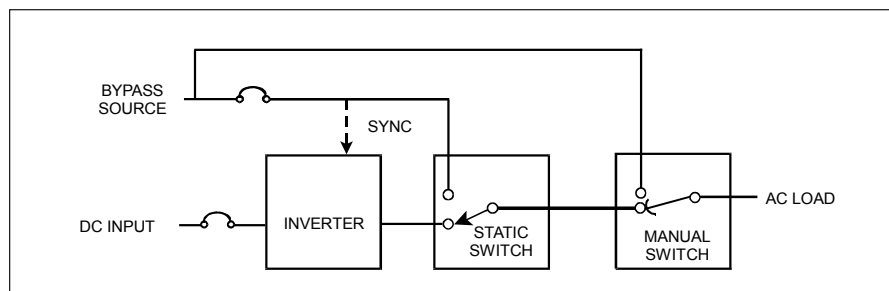 BYPASS
SOURCE
SYNC
DC INPUT
INVERTER
STATIC
SWITCH
MANUAL
SWITCH
AC LOAD